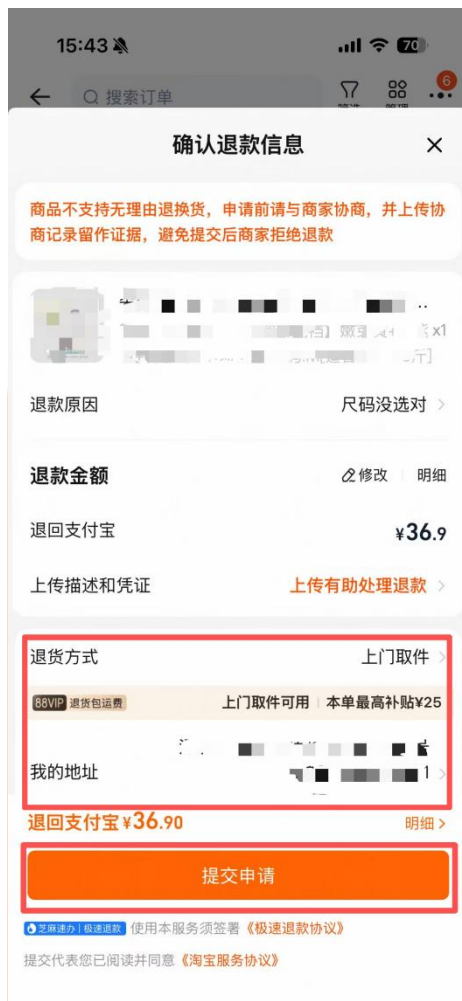 15:43
70
搜索订单
6
确认退款信息
商品不支持无理由退换货，申请前请与商家协商，并上传协
商记录留作证据，避免提交后商家拒绝退款
x1
退款原因 尺码没选对
退款金额 修改 明细
退回支付宝 ¥36.9
上传描述和凭证 上传有助处理退款
退货方式 上门取件
88VIP 退货包运费 上门取件可用 本单最高补贴¥25
我的地址 1
退回支付宝 ¥36.90 明细
提交申请
芝麻速办 极速退款 使用本服务须签署《极速退款协议》
提交代表您已阅读并同意《淘宝服务协议》